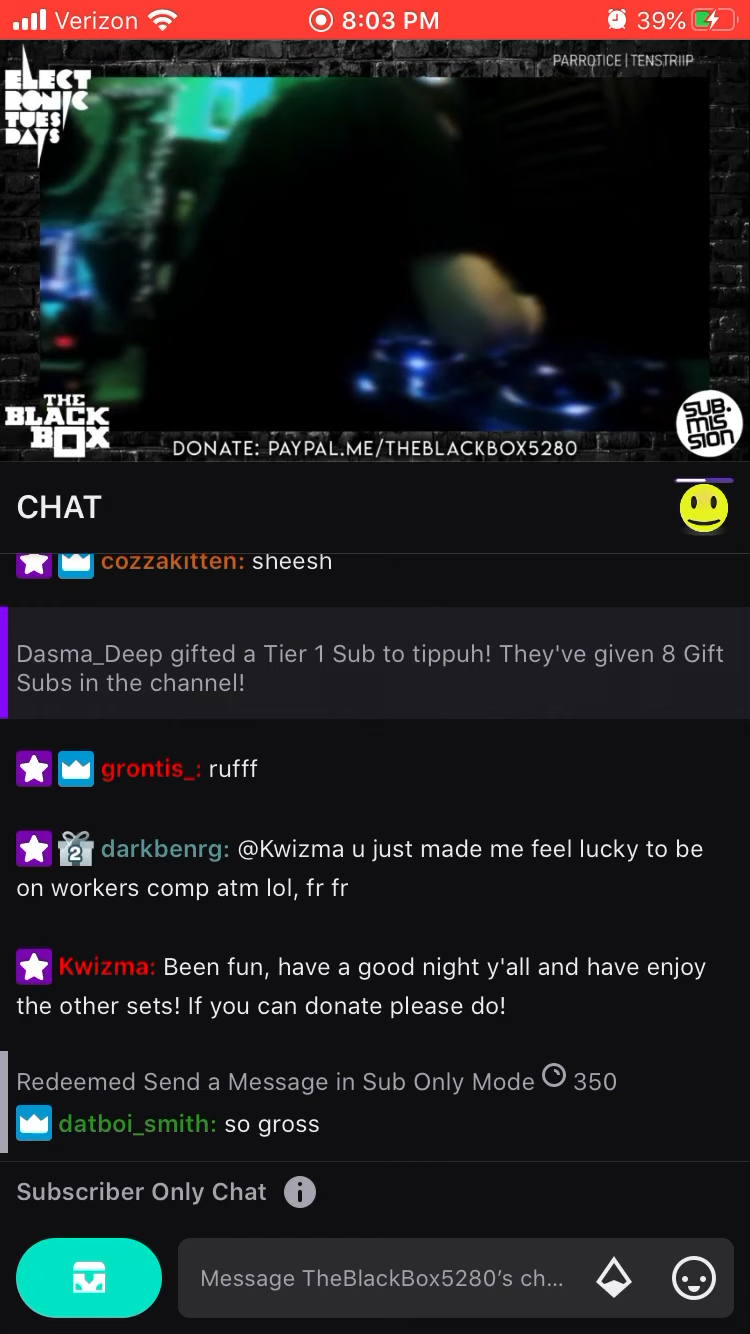 Verizon 8:03 PM 39%
PARROTICE | TENSTRIIP
ELECT
RONIC
TUES
DAYS
THE
BLACK
BOX
SUB.
MIS
SION
DONATE: PAYPAL.ME/THEBLACKBOX5280
CHAT
cozzakitten: sheesh
Dasma_Deep gifted a Tier 1 Sub to tippuh! They've given 8 Gift
Subs in the channel!
grontis_: rufff
2 darkbenrg: @Kwizma u just made me feel lucky to be
on workers comp atm lol, fr fr
Kwizma: Been fun, have a good night y'all and have enjoy
the other sets! If you can donate please do!
Redeemed Send a Message in Sub Only Mode 350
datboi_smith: so gross
Subscriber Only Chat i
Message TheBlackBox5280’s ch...